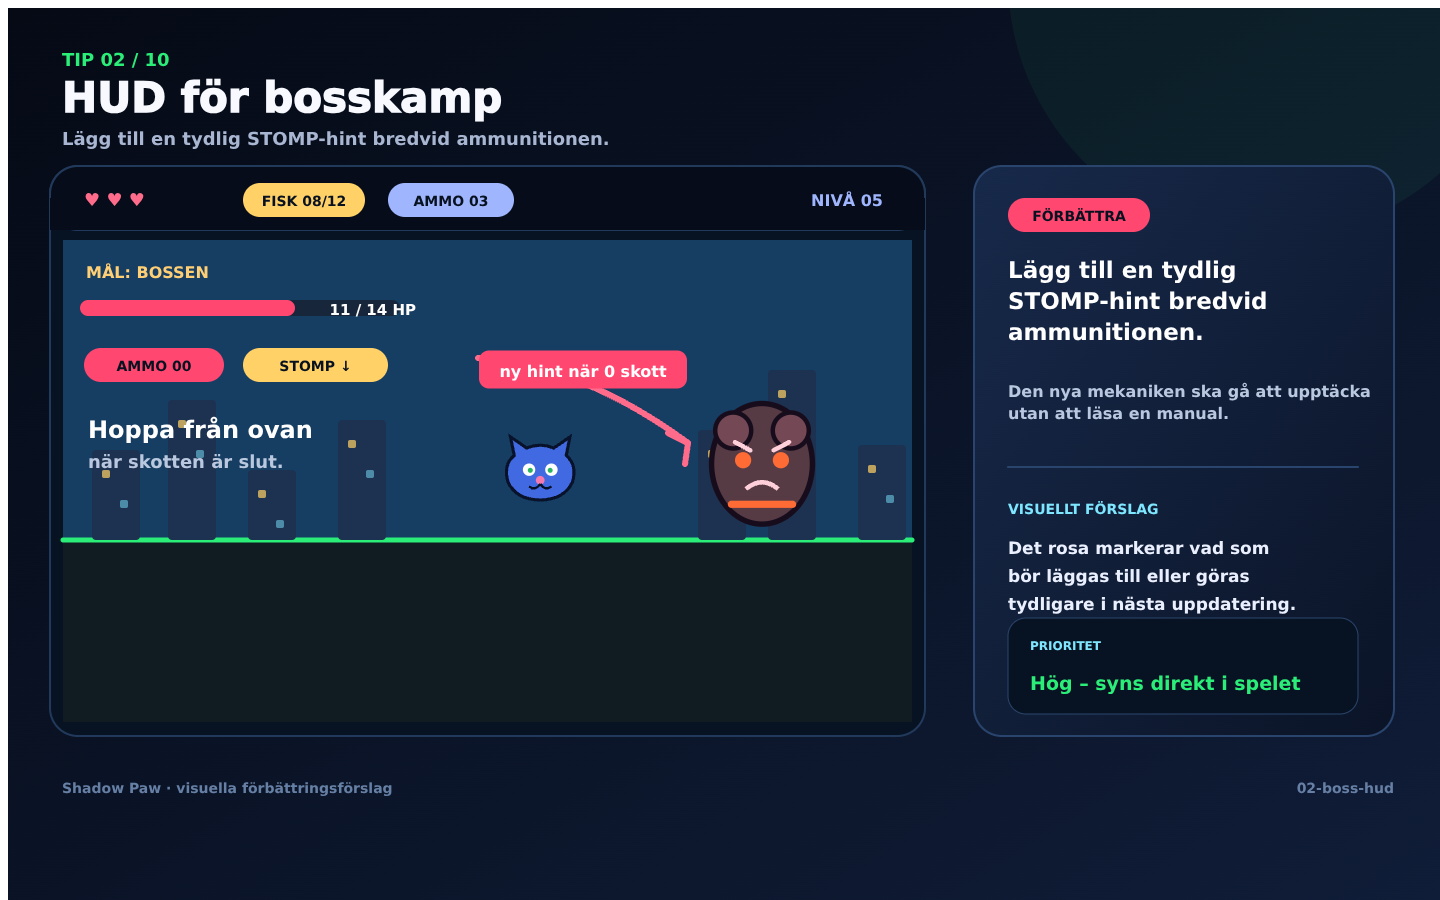 TIP 02 / 10
HUD för bosskamp
Lägg till en tydlig STOMP-hint bredvid ammunitionen.
♥ ♥ ♥ FISK 08/12 AMMO 03 NIVÅ 05
MÅL: BOSSEN
11 / 14 HP
AMMO 00 STOMP ↓
ny hint när 0 skott
Hoppa från ovan
när skotten är slut.
FÖRBÄTTRA
Lägg till en tydlig
STOMP-hint bredvid
ammunitionen.
Den nya mekaniken ska gå att upptäcka
utan att läsa en manual.
VISUELLT FÖRSLAG
Det rosa markerar vad som
bör läggas till eller göras
tydligare i nästa uppdatering.
PRIORITET
Hög – syns direkt i spelet
Shadow Paw · visuella förbättringsförslag
02-boss-hud